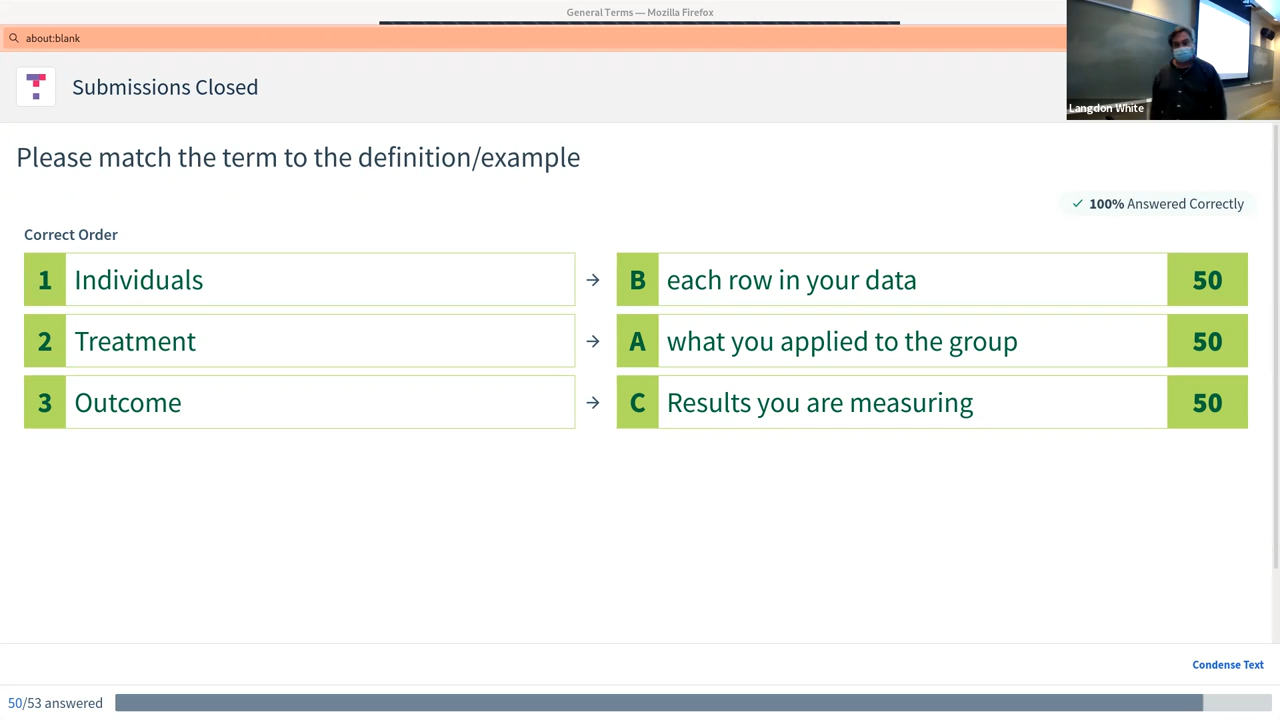 General Terms — Mozilla Firefox
about:blank
Submissions Closed
Langdon White
Please match the term to the definition/example
100% Answered Correctly
Correct Order
1 Individuals → B each row in your data 50
2 Treatment → A what you applied to the group 50
3 Outcome → C Results you are measuring 50
Condense Text
50/53 answered